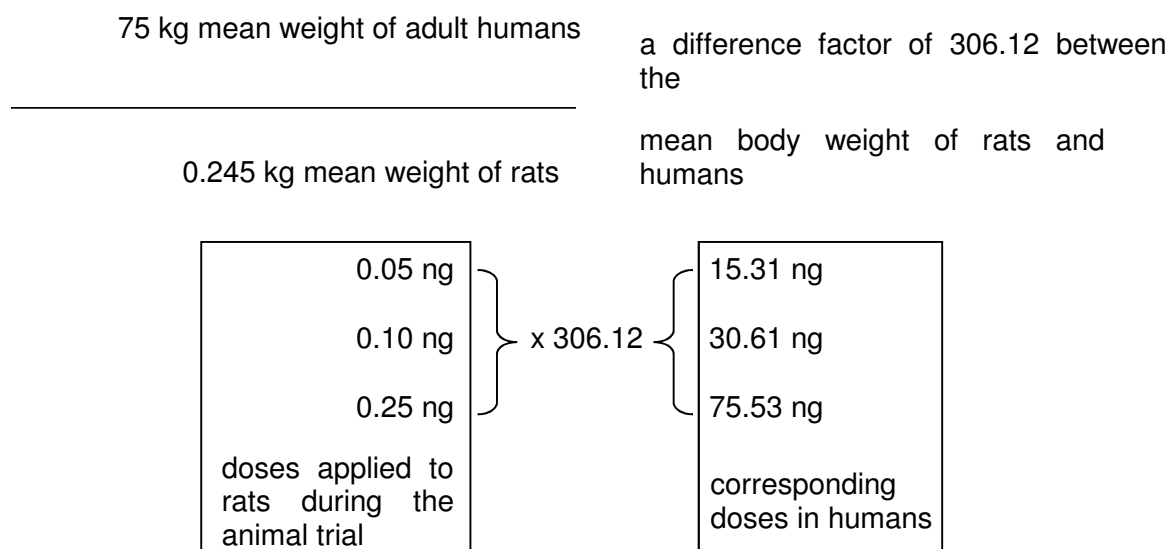 75 kg mean weight of adult humans
a difference factor of 306.12 between
the
mean body weight of rats and
humans
0.245 kg mean weight of rats
0.05 ng
0.10 ng
0.25 ng
doses applied to
rats during the
animal trial
x 306.12
15.31 ng
30.61 ng
75.53 ng
corresponding
doses in humans